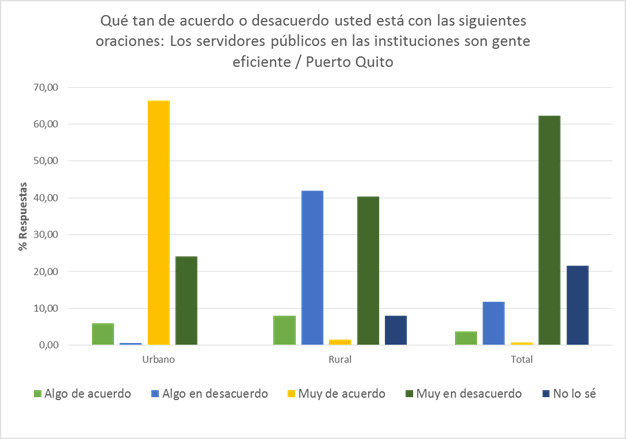 Qué tan de acuerdo o desacuerdo usted está con las siguientes
oraciones: Los servidores públicos en las instituciones son gente
eficiente / Puerto Quito
70,00
60,00
50,00
40,00
30,00
20,00
10,00
0,00
% Respuestas
Urbano Rural Total
Algo de acuerdo Algo en desacuerdo Muy de acuerdo Muy en desacuerdo No lo sé